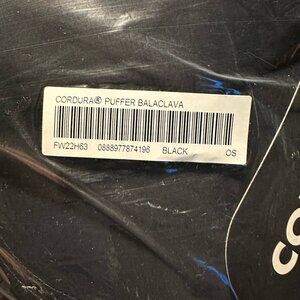 CORDURA® PUFFER BALACLAVA
FW22H63 0888977874196 BLACK OS